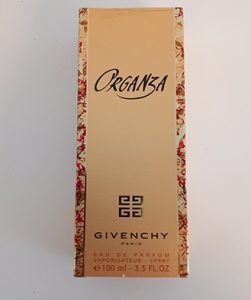 ORGANZA
GIVENCHY
PARIS
EAU DE PARFUM
VAPORISATEUR - SPRAY
℮ 100 ml - 3.3 FL.OZ